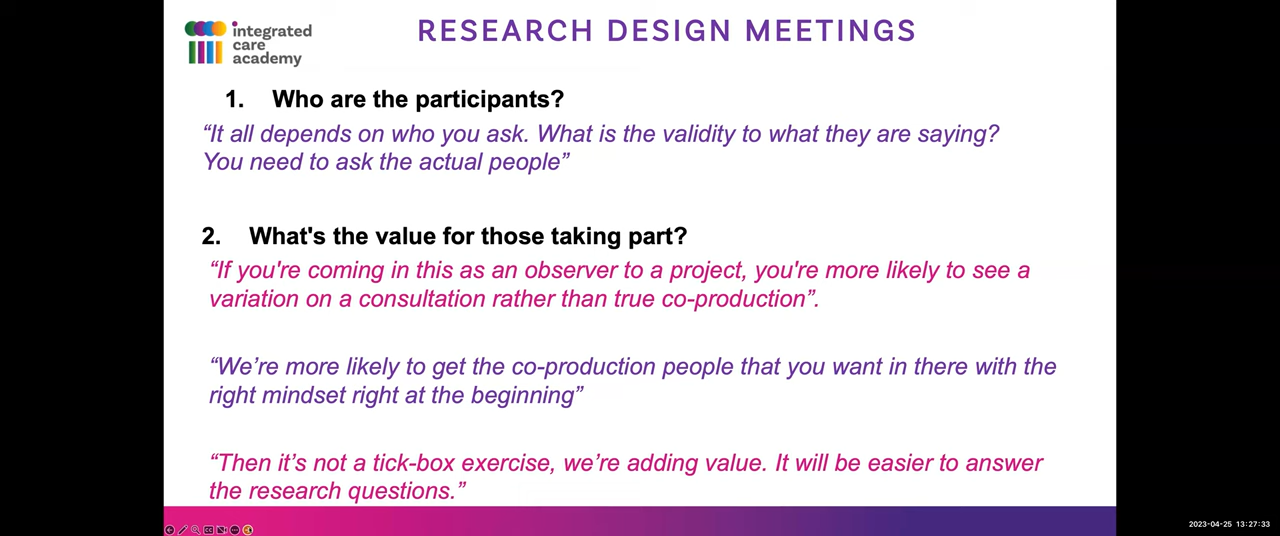 integrated
care
academy
RESEARCH DESIGN MEETINGS
1. Who are the participants?
“It all depends on who you ask. What is the validity to what they are saying?
You need to ask the actual people”
2. What's the value for those taking part?
“If you're coming in this as an observer to a project, you're more likely to see a
variation on a consultation rather than true co-production”.
“We’re more likely to get the co-production people that you want in there with the
right mindset right at the beginning”
“Then it’s not a tick-box exercise, we’re adding value. It will be easier to answer
the research questions.”
2023-04-25 13:27:33